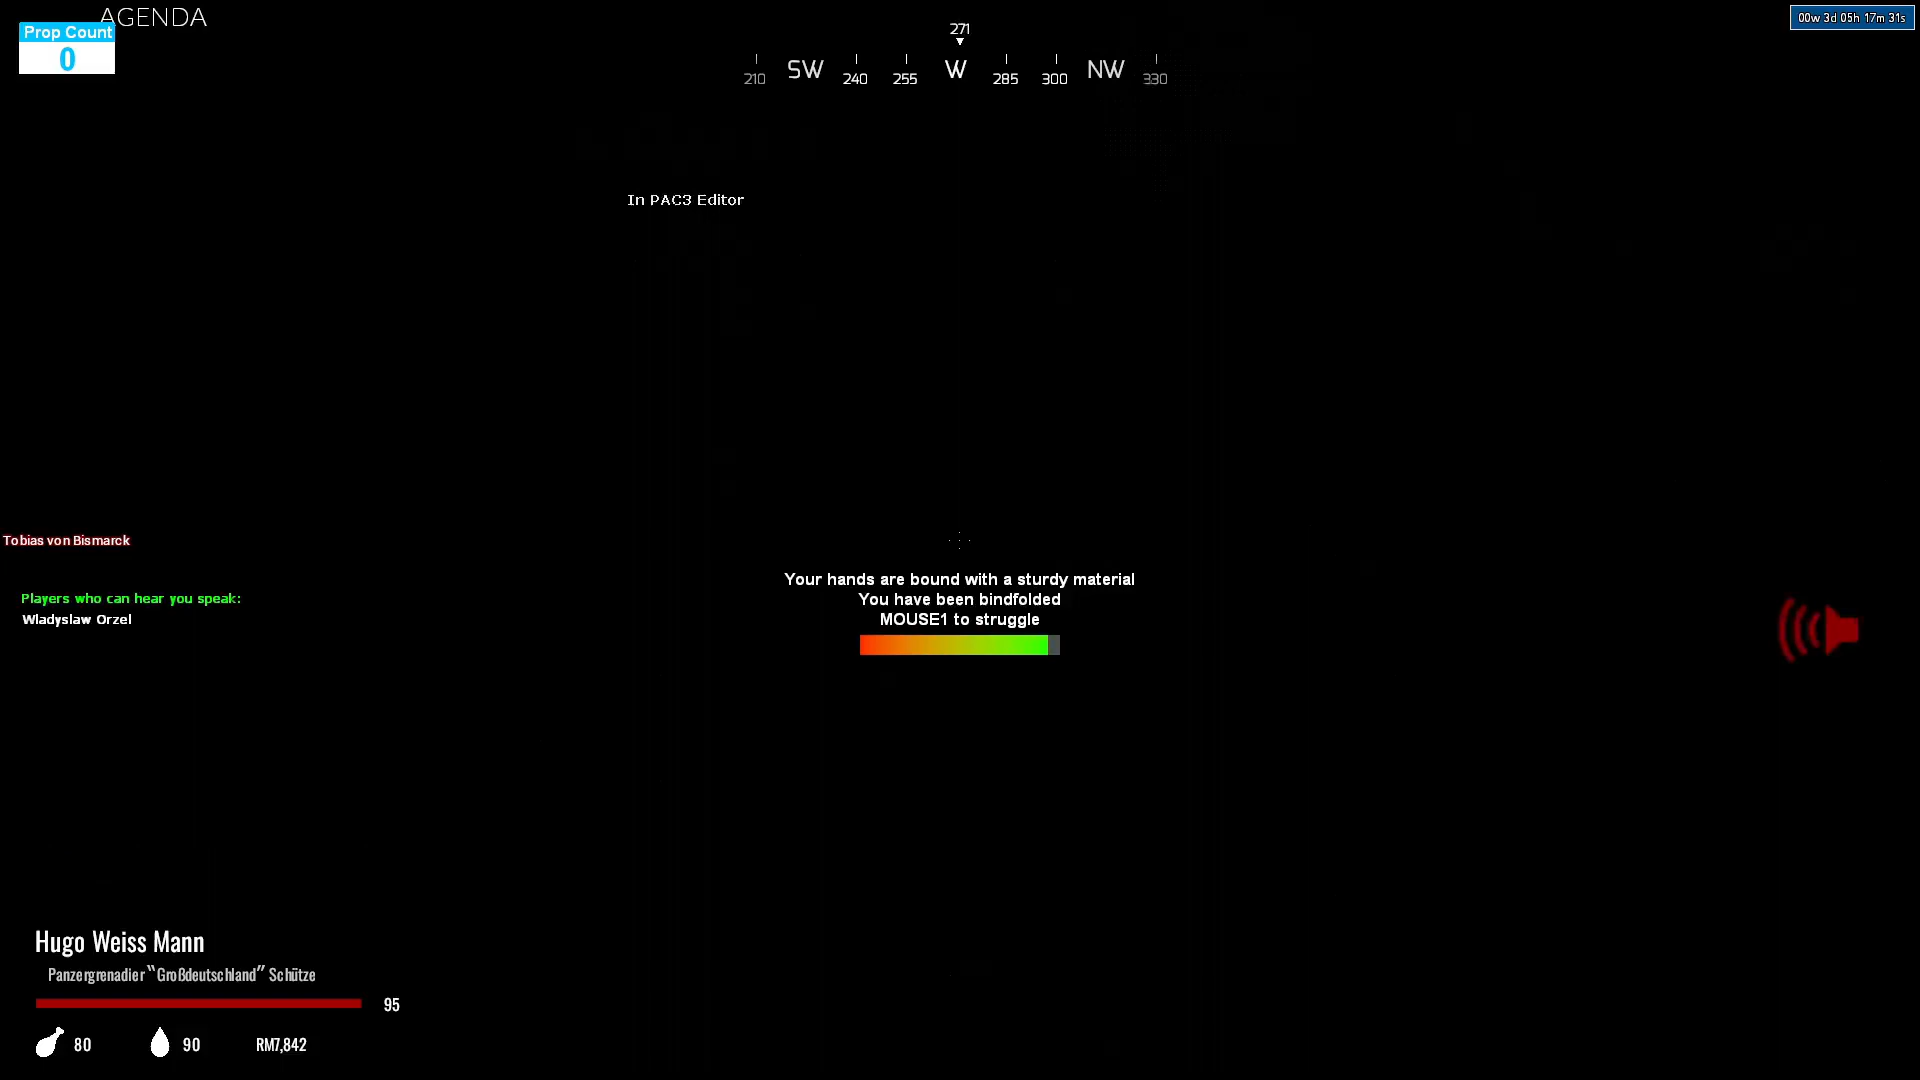 AGENDA
Prop Count
0
00w 3d 05h 17m 31s
271
210 SW 240 255 W 285 300 NW 330
In PAC3 Editor
Tobias von Bismarck
Players who can hear you speak:
Wladyslaw Orzel
Your hands are bound with a sturdy material
You have been bindfolded
MOUSE1 to struggle
Hugo Weiss Mann
Panzergrenadier "Großdeutschland" Schütze
95
80 90 RM7,842